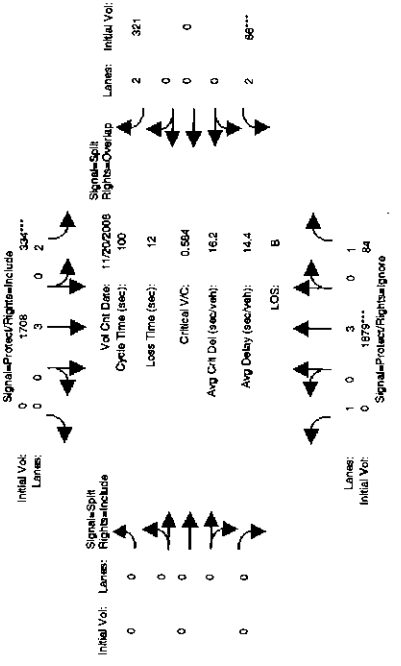 Signal=Protect/Rights=Include
Initial Vol: 0 1708 334***
Lanes: 0 0 3 0 2
Signal=Split
Rights=Include
Signal=Split
Rights=Overlap
Initial Vol: Lanes:
Lanes: Initial Vol:
Vol Cnt Date: 11/20/2008
Cycle Time (sec): 100
Loss Time (sec): 12
Critical V/C: 0.564
Avg Crit Del (sec/veh): 16.2
Avg Delay (sec/veh): 14.4
LOS: B
0 0
0
0 0
0
0 0
2 321
0
0 0
0
2 66***
Lanes: 1 0 3 0 1
Initial Vol: 0 1879*** 84
Signal=Protect/Rights=Ignore